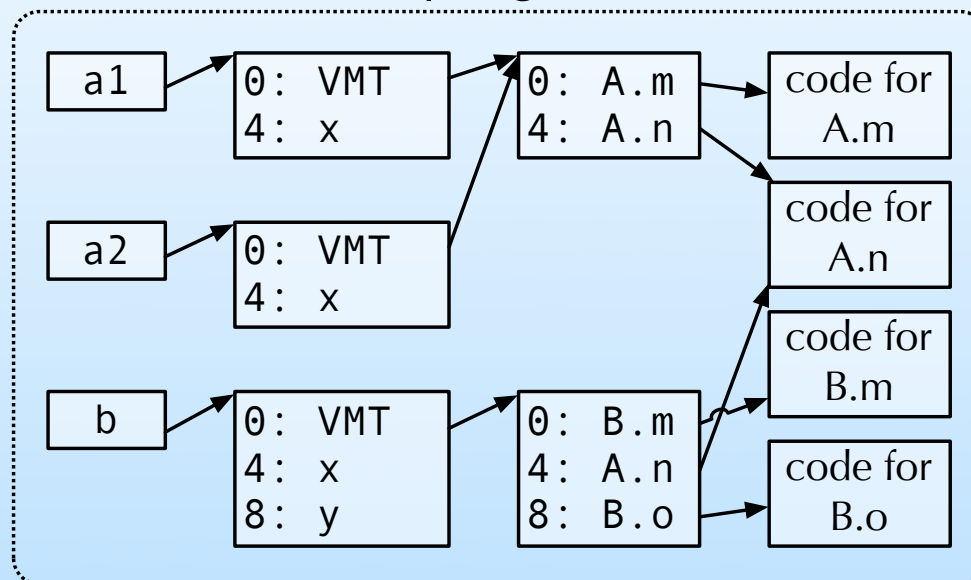 a1
0: VMT
4: x
0: A.m
4: A.n
code for
A.m
a2
0: VMT
4: x
code for
A.n
code for
B.m
b
0: VMT
4: x
8: y
0: B.m
4: A.n
8: B.o
code for
B.o